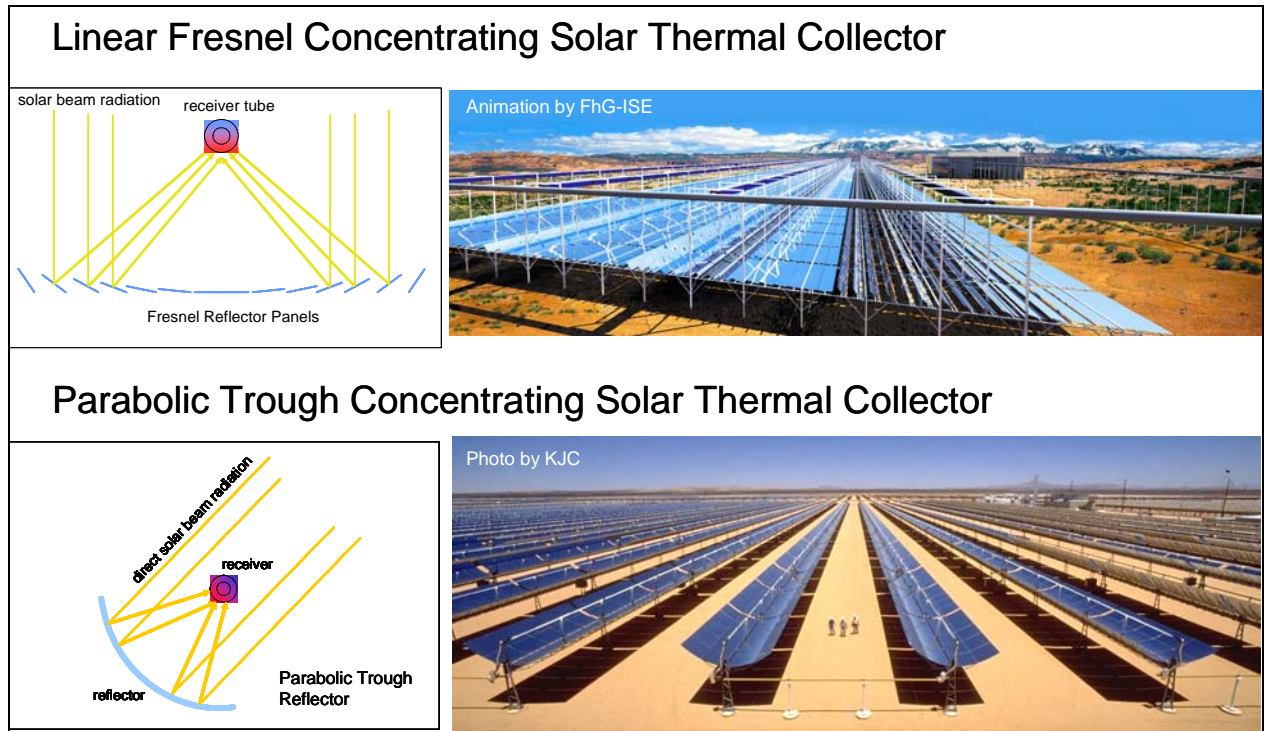 Linear Fresnel Concentrating Solar Thermal Collector
solar beam radiation
receiver tube
Fresnel Reflector Panels
Animation by FhG-ISE
Parabolic Trough Concentrating Solar Thermal Collector
direct solar beam radiation
receiver
reflector
Parabolic Trough
Reflector
Photo by KJC